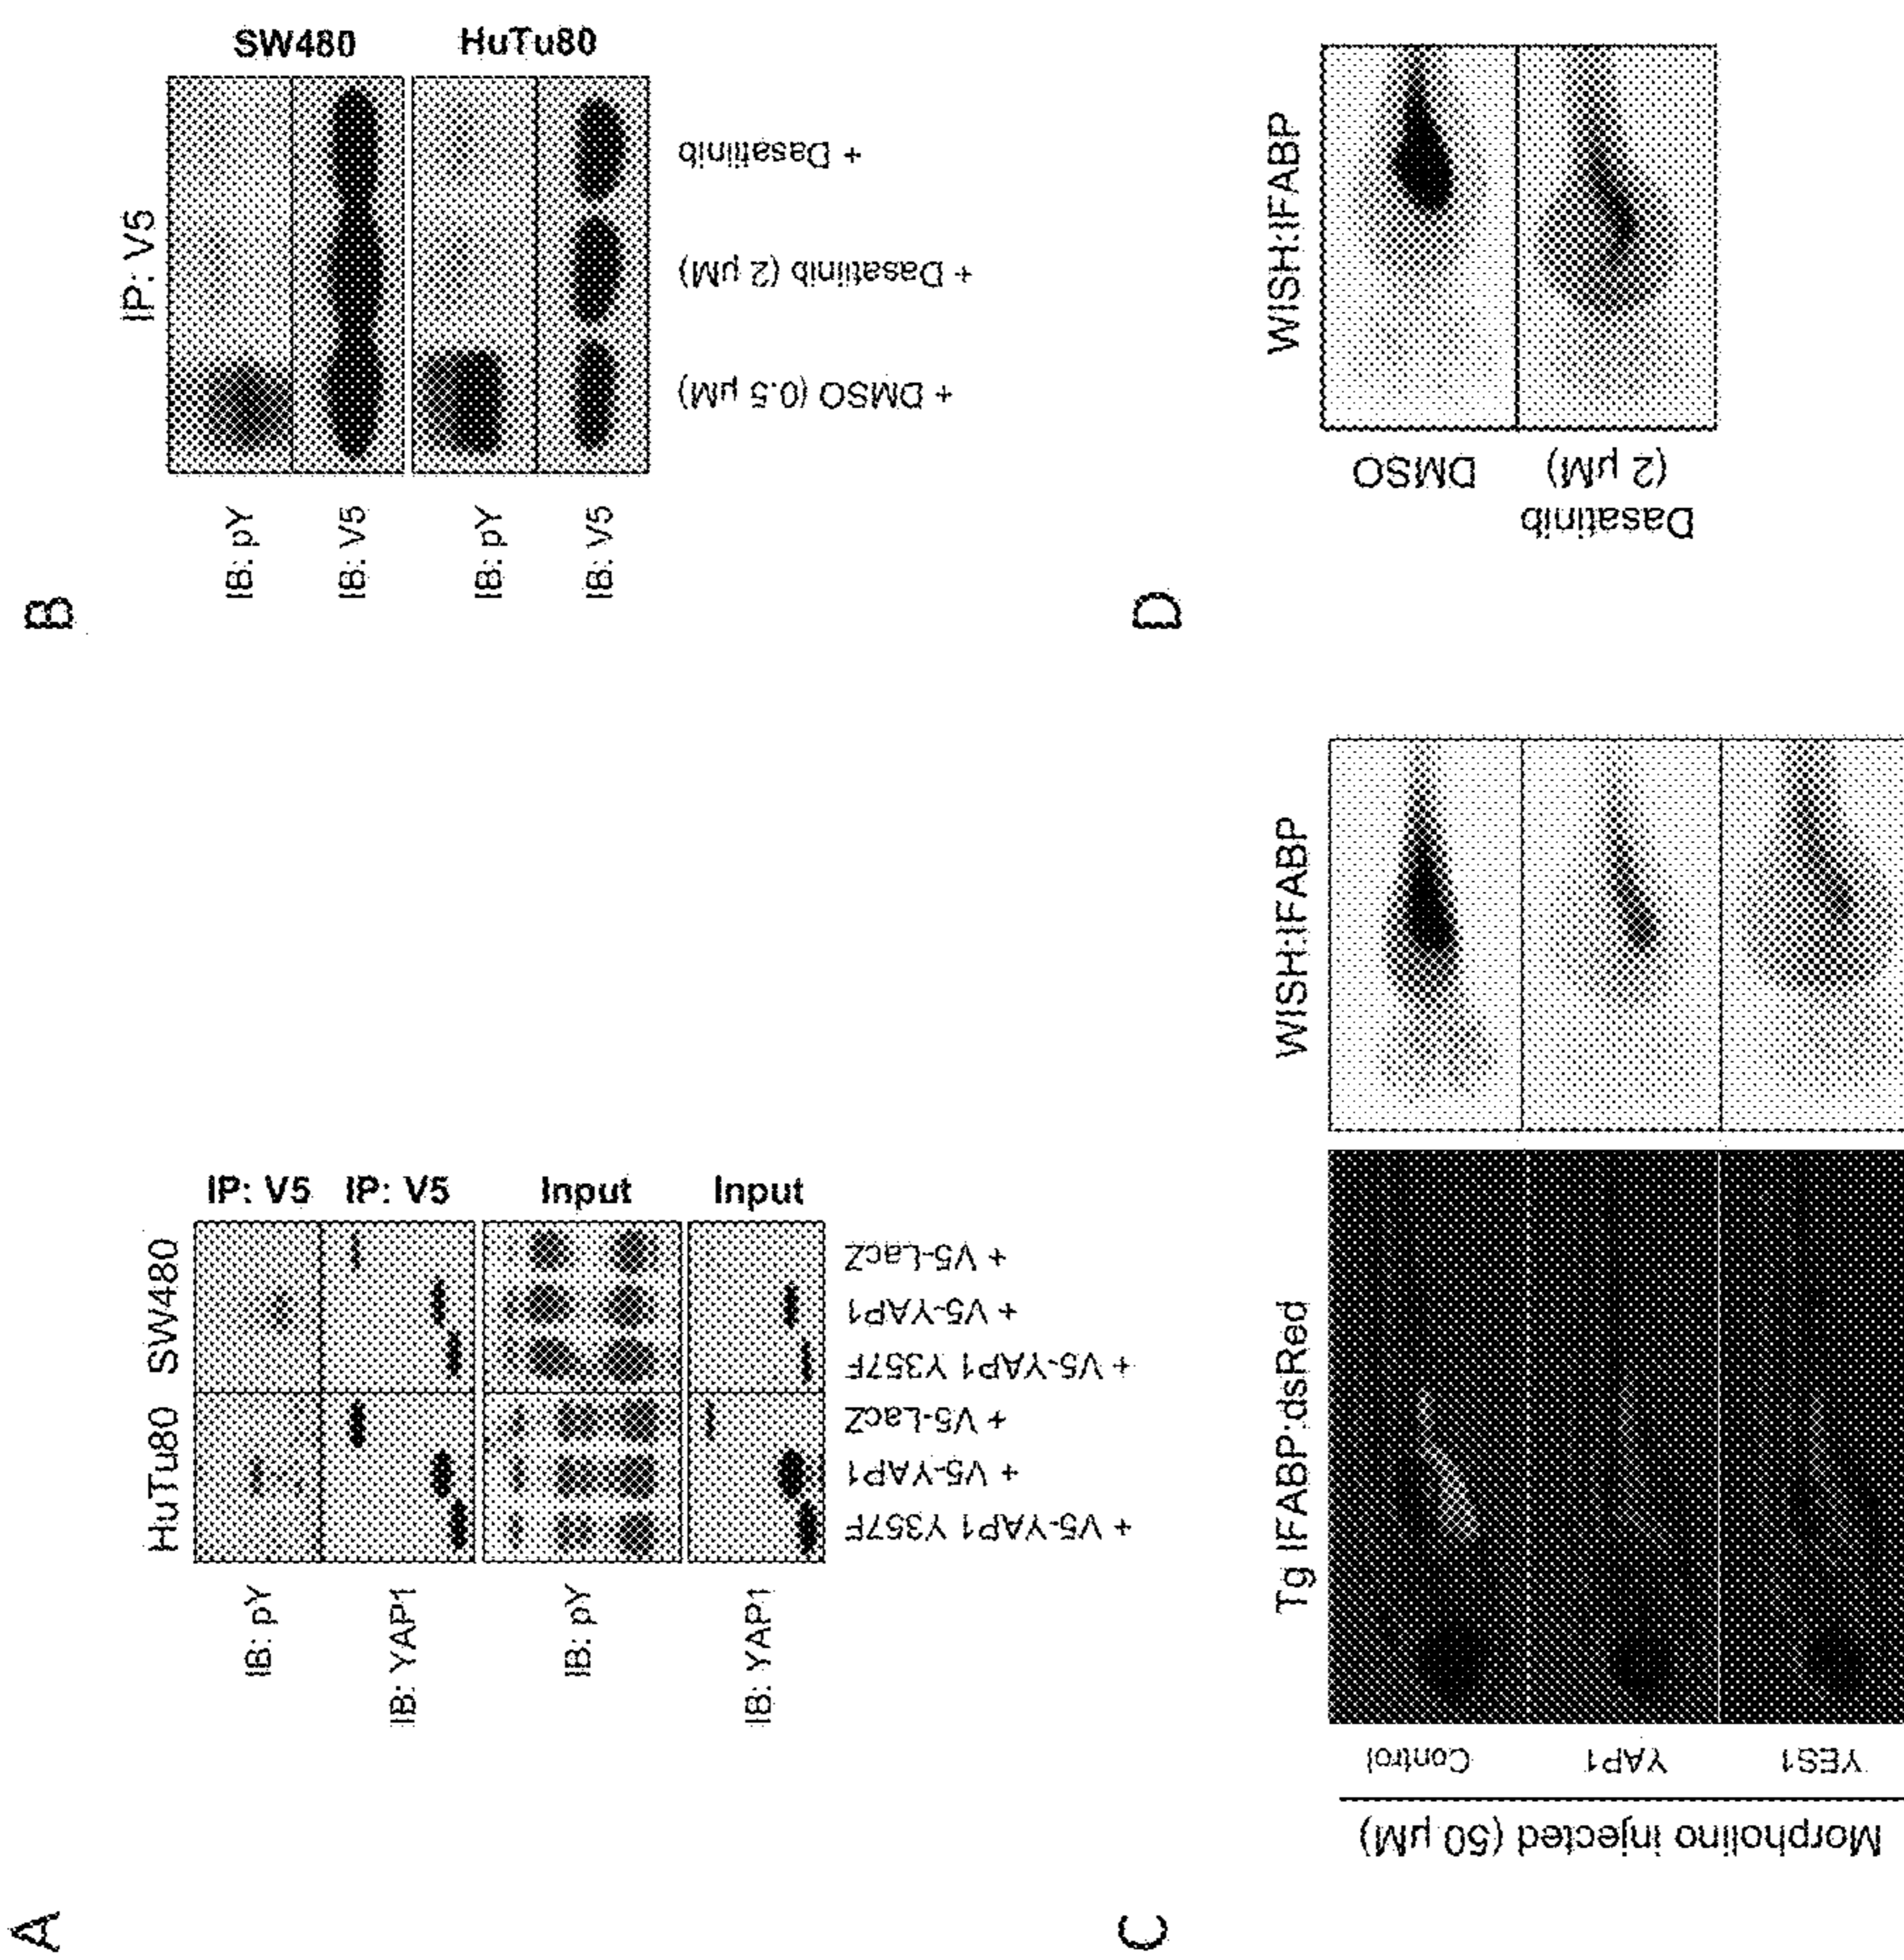 A
HuTu80 SW480
IB: pY
IP: V5
IB: YAP1
IP: V5
IB: pY
Input
IB: YAP1
Input
+ V5-YAP1 Y357F
+ V5-YAP1
+ V5-LacZ
+ V5-YAP1 Y357F
+ V5-YAP1
+ V5-LacZ
B
IP: V5
IB: pY
IB: V5
SW480
IB: pY
IB: V5
HuTu80
+ DMSO (0.5 µM)
+ Dasatinib (2 µM)
+ Dasatinib
C
Tg IFABP:dsRed
WISH:IFABP
Morpholino injected (50 µM)
Control
YAP1
YES1
D
WISH:IFABP
DMSO
Dasatinib
(2 µM)